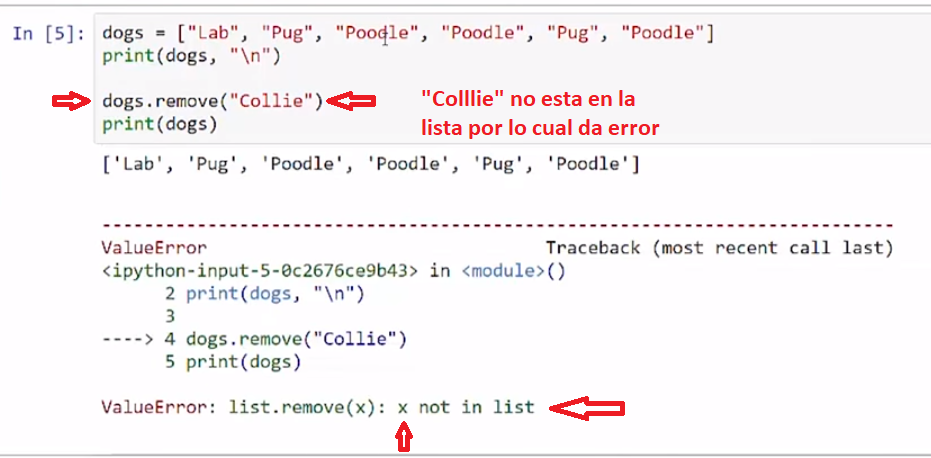 In [5]: dogs = ["Lab", "Pug", "Poodle", "Poodle", "Pug", "Poodle"]
print(dogs, "\n")
dogs.remove("Collie")
print(dogs)
"Colllie" no esta en la
lista por lo cual da error
['Lab', 'Pug', 'Poodle', 'Poodle', 'Pug', 'Poodle']
---------------------------------------------------------------------------
ValueError Traceback (most recent call last)
<ipython-input-5-0c2676ce9b43> in <module>()
2 print(dogs, "\n")
3
----> 4 dogs.remove("Collie")
5 print(dogs)
ValueError: list.remove(x): x not in list